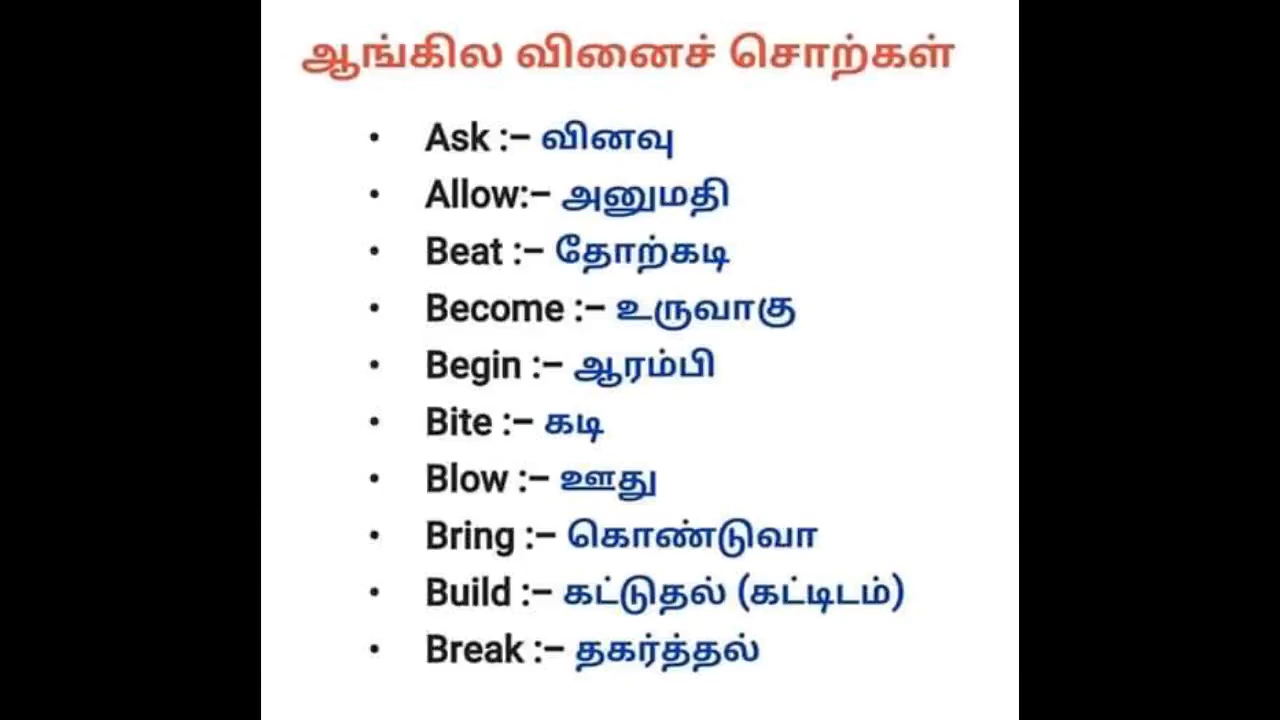 ஆங்கில வினைச் சொற்கள்
• Ask :– வினவு
• Allow:– அனுமதி
• Beat :– தோற்கடி
• Become :– உருவாகு
• Begin :– ஆரம்பி
• Bite :– கடி
• Blow :– ஊது
• Bring :– கொண்டுவா
• Build :– கட்டுதல் (கட்டிடம்)
• Break :– தகர்த்தல்